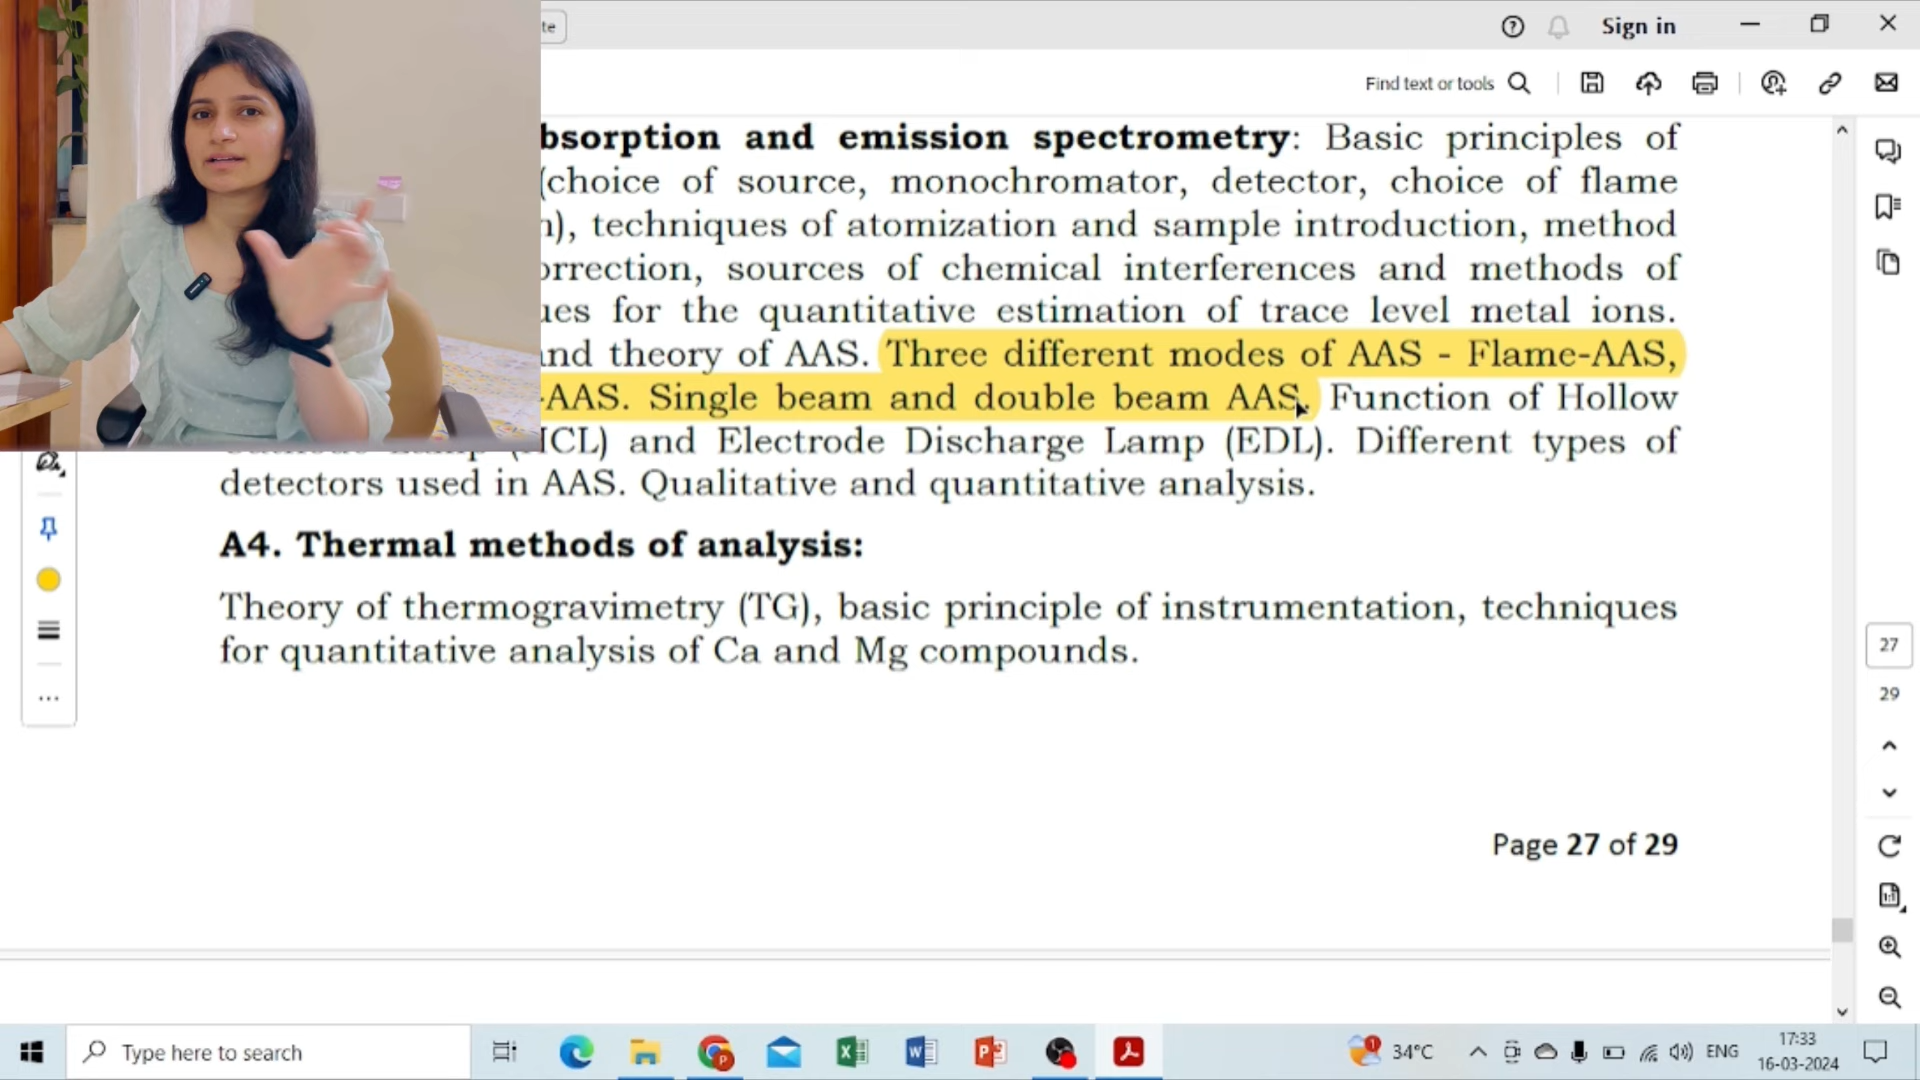 te
Sign in
Find text or tools
bsorption and emission spectrometry: Basic principles of
(choice of source, monochromator, detector, choice of flame
), techniques of atomization and sample introduction, method
orrection, sources of chemical interferences and methods of
ues for the quantitative estimation of trace level metal ions.
nd theory of AAS. Three different modes of AAS - Flame-AAS,
-AAS. Single beam and double beam AAS. Function of Hollow
CL) and Electrode Discharge Lamp (EDL). Different types of
detectors used in AAS. Qualitative and quantitative analysis.
A4. Thermal methods of analysis:
Theory of thermogravimetry (TG), basic principle of instrumentation, techniques
for quantitative analysis of Ca and Mg compounds.
27
29
Page 27 of 29
Type here to search
34°C
ENG
17:33
16-03-2024